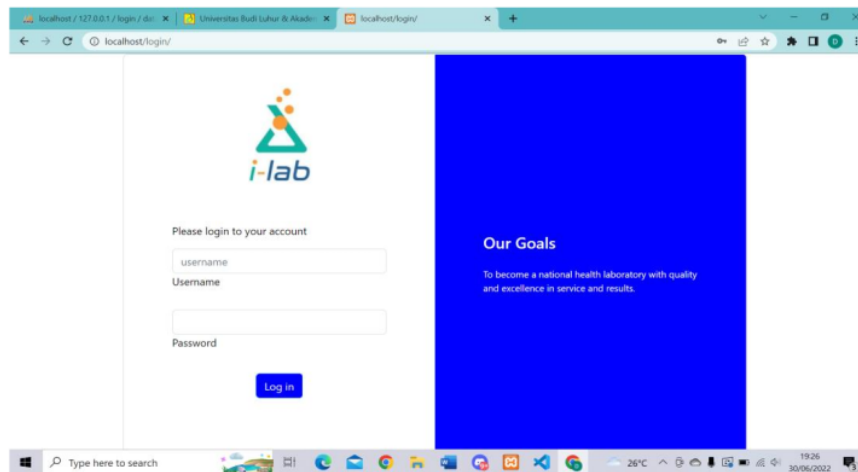 localhost / 127.0.0.1 / login / dat
Universitas Budi Luhur & Akaden
localhost/login/
localhost/login/
D
i-lab
Please login to your account
username
Username
Password
Log in
Our Goals
To become a national health laboratory with quality
and excellence in service and results.
Type here to search
26°C
19:26
30/06/2022